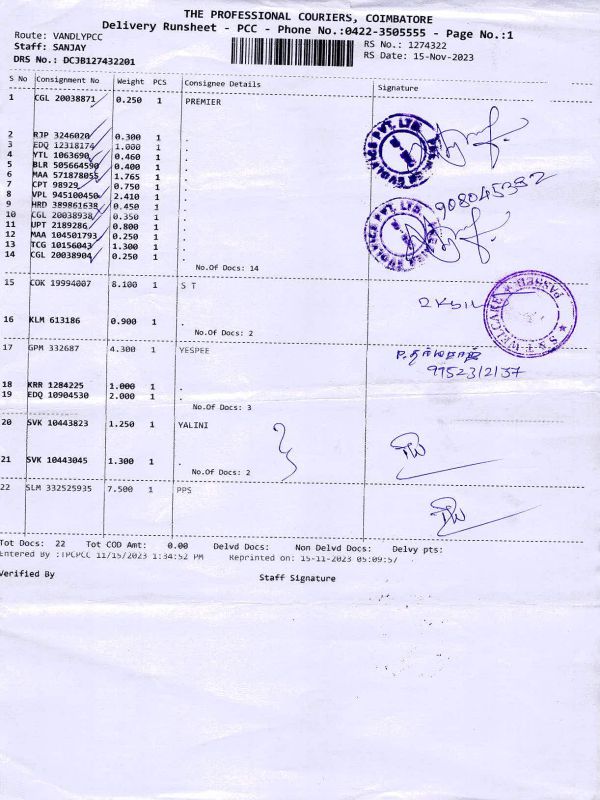 THE PROFESSIONAL COURIERS, COIMBATORE
Delivery Runsheet - PCC - Phone No.:0422-3505555 - Page No.:1
Route: VANDLYPCC RS No.: 1274322
Staff: SANJAY RS Date: 15-Nov-2023
DRS No.: DCJB127432201
S No Consignment No Weight PCS Consignee Details Signature
1 CGL 20038871 0.250 1 PREMIER
2 RJP 3246020 0.300 1 .
3 EDQ 12318174 1.000 1 .
4 YTL 1063690 0.460 1 .
5 BLR 505664590 0.400 1 .
6 MAA 571878055 1.765 1 .
7 CPT 98929 0.750 1 .
8 VPL 945100450 2.410 1 .
9 HRD 389861638 0.450 1 .
10 CGL 20038938 0.350 1 .
11 UPT 2189286 0.800 1 .
12 MAA 104501793 0.250 1 .
13 TCG 10156043 1.300 1 .
14 CGL 20038904 0.250 1 .
No.Of Docs: 14
15 COK 19994007 8.100 1 S T
16 KLM 613186 0.900 1 .
No.Of Docs: 2
17 GPM 332687 4.300 1 YESPEE
9952312137
18 KRR 1284225 1.000 1 .
19 EDQ 10904530 2.000 1 .
No.Of Docs: 3
20 SVK 10443823 1.250 1 YALINI
21 SVK 10443045 1.300 1 .
No.Of Docs: 2
22 SLM 332525935 7.500 1 PPS
Tot Docs: 22 Tot COD Amt: 0.00 Delvd Docs: Non Delvd Docs: Delvy pts:
Entered By :TPCPCC 11/15/2023 1:34:52 PM Reprinted on: 15-11-2023 05:09:57
Verified By Staff Signature